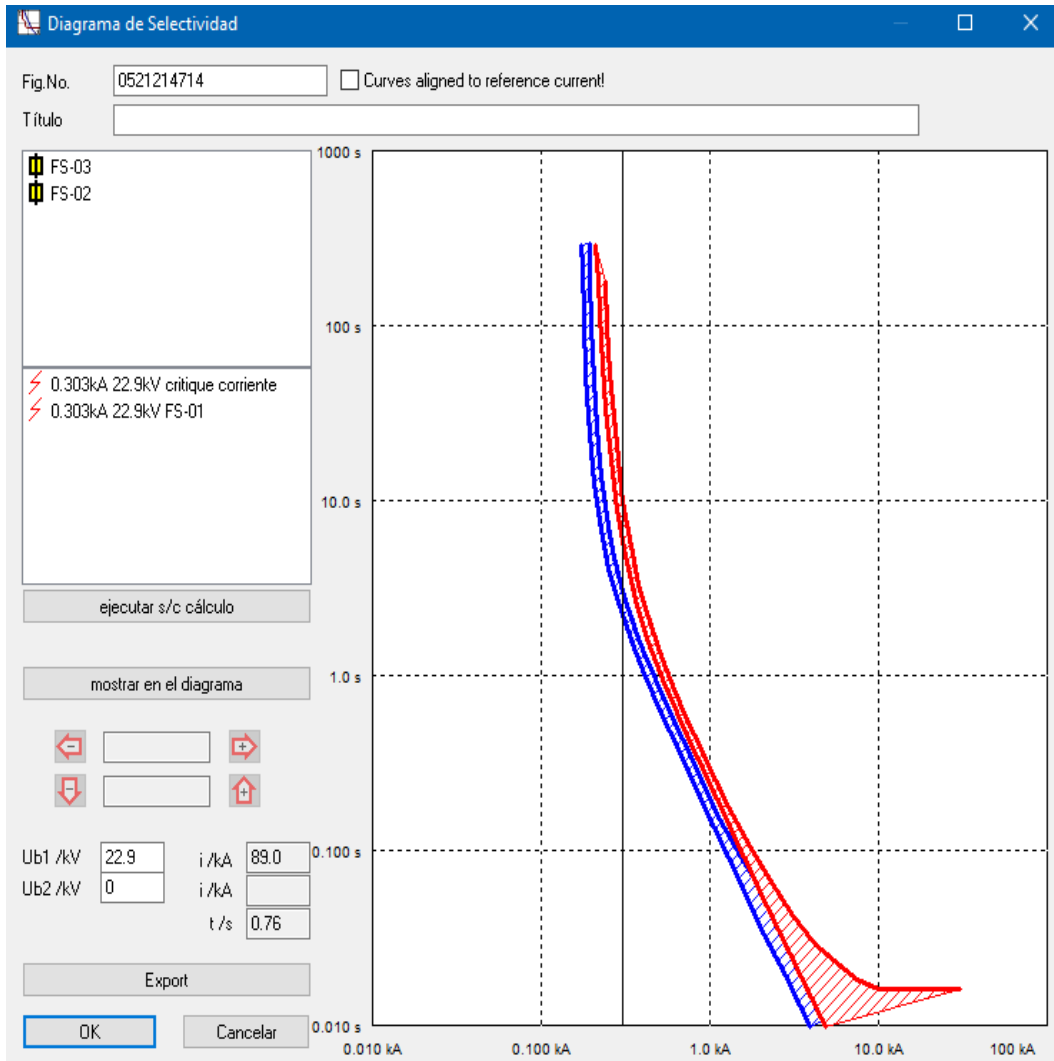 Diagrama de Selectividad
Fig.No. 0521214714 Curves aligned to reference current!
Título
FS-03
FS-02
0.303kA 22.9kV critique corriente
0.303kA 22.9kV FS-01
ejecutar s/c cálculo
mostrar en el diagrama
Ub1 /kV 22.9 i /kA 89.0
Ub2 /kV 0 i /kA
t /s 0.76
Export
OK Cancelar
1000 s
100 s
10.0 s
1.0 s
0.100 s
0.010 s
0.010 kA 0.100 kA 1.0 kA 10.0 kA 100 kA